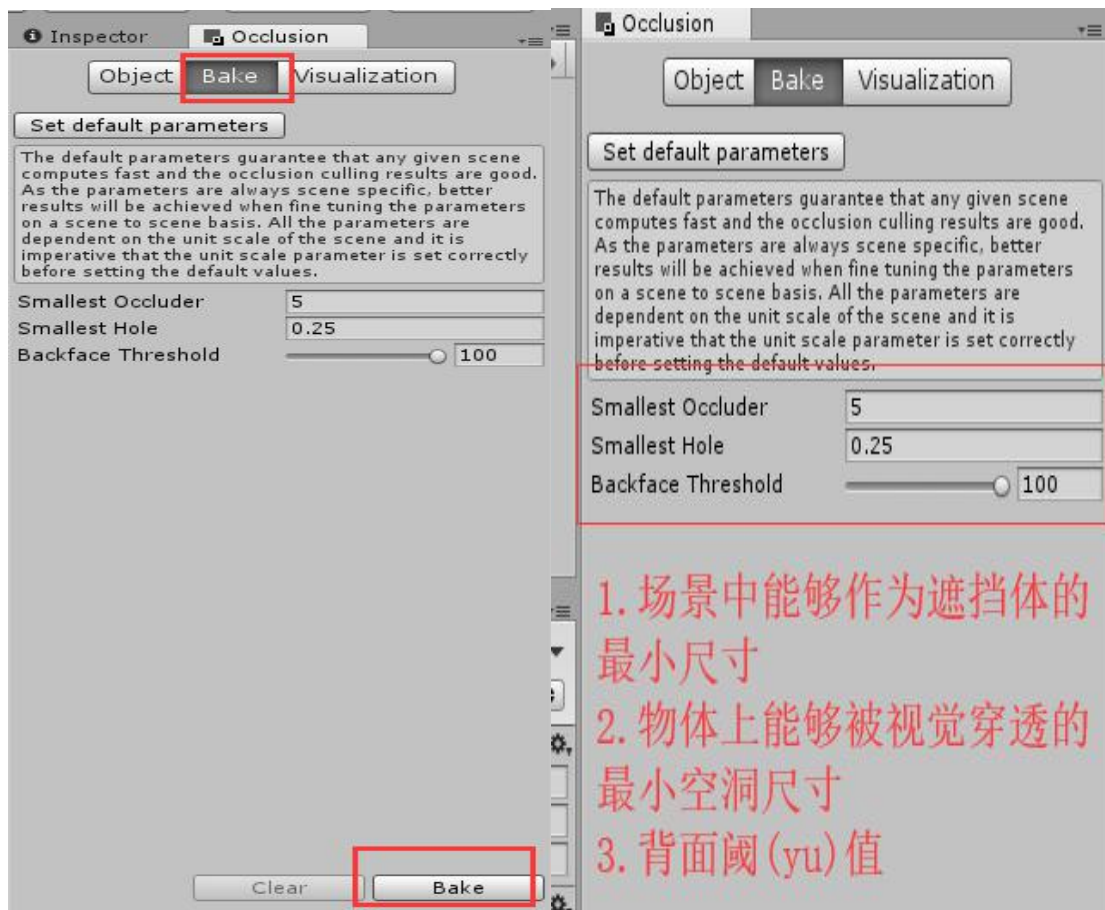 Inspector
Occlusion
Object Bake Visualization
Set default parameters
The default parameters guarantee that any given scene
computes fast and the occlusion culling results are good.
As the parameters are always scene specific, better
results will be achieved when fine tuning the parameters
on a scene to scene basis. All the parameters are
dependent on the unit scale of the scene and it is
imperative that the unit scale parameter is set correctly
before setting the default values.
Smallest Occluder 5
Smallest Hole 0.25
Backface Threshold 100
Clear Bake
Occlusion
Object Bake Visualization
Set default parameters
The default parameters guarantee that any given scene
computes fast and the occlusion culling results are good.
As the parameters are always scene specific, better
results will be achieved when fine tuning the parameters
on a scene to scene basis. All the parameters are
dependent on the unit scale of the scene and it is
imperative that the unit scale parameter is set correctly
before setting the default values.
Smallest Occluder 5
Smallest Hole 0.25
Backface Threshold 100
1.场景中能够作为遮挡体的
最小尺寸
2.物体上能够被视觉穿透的
最小空洞尺寸
3.背面阈(yu)值